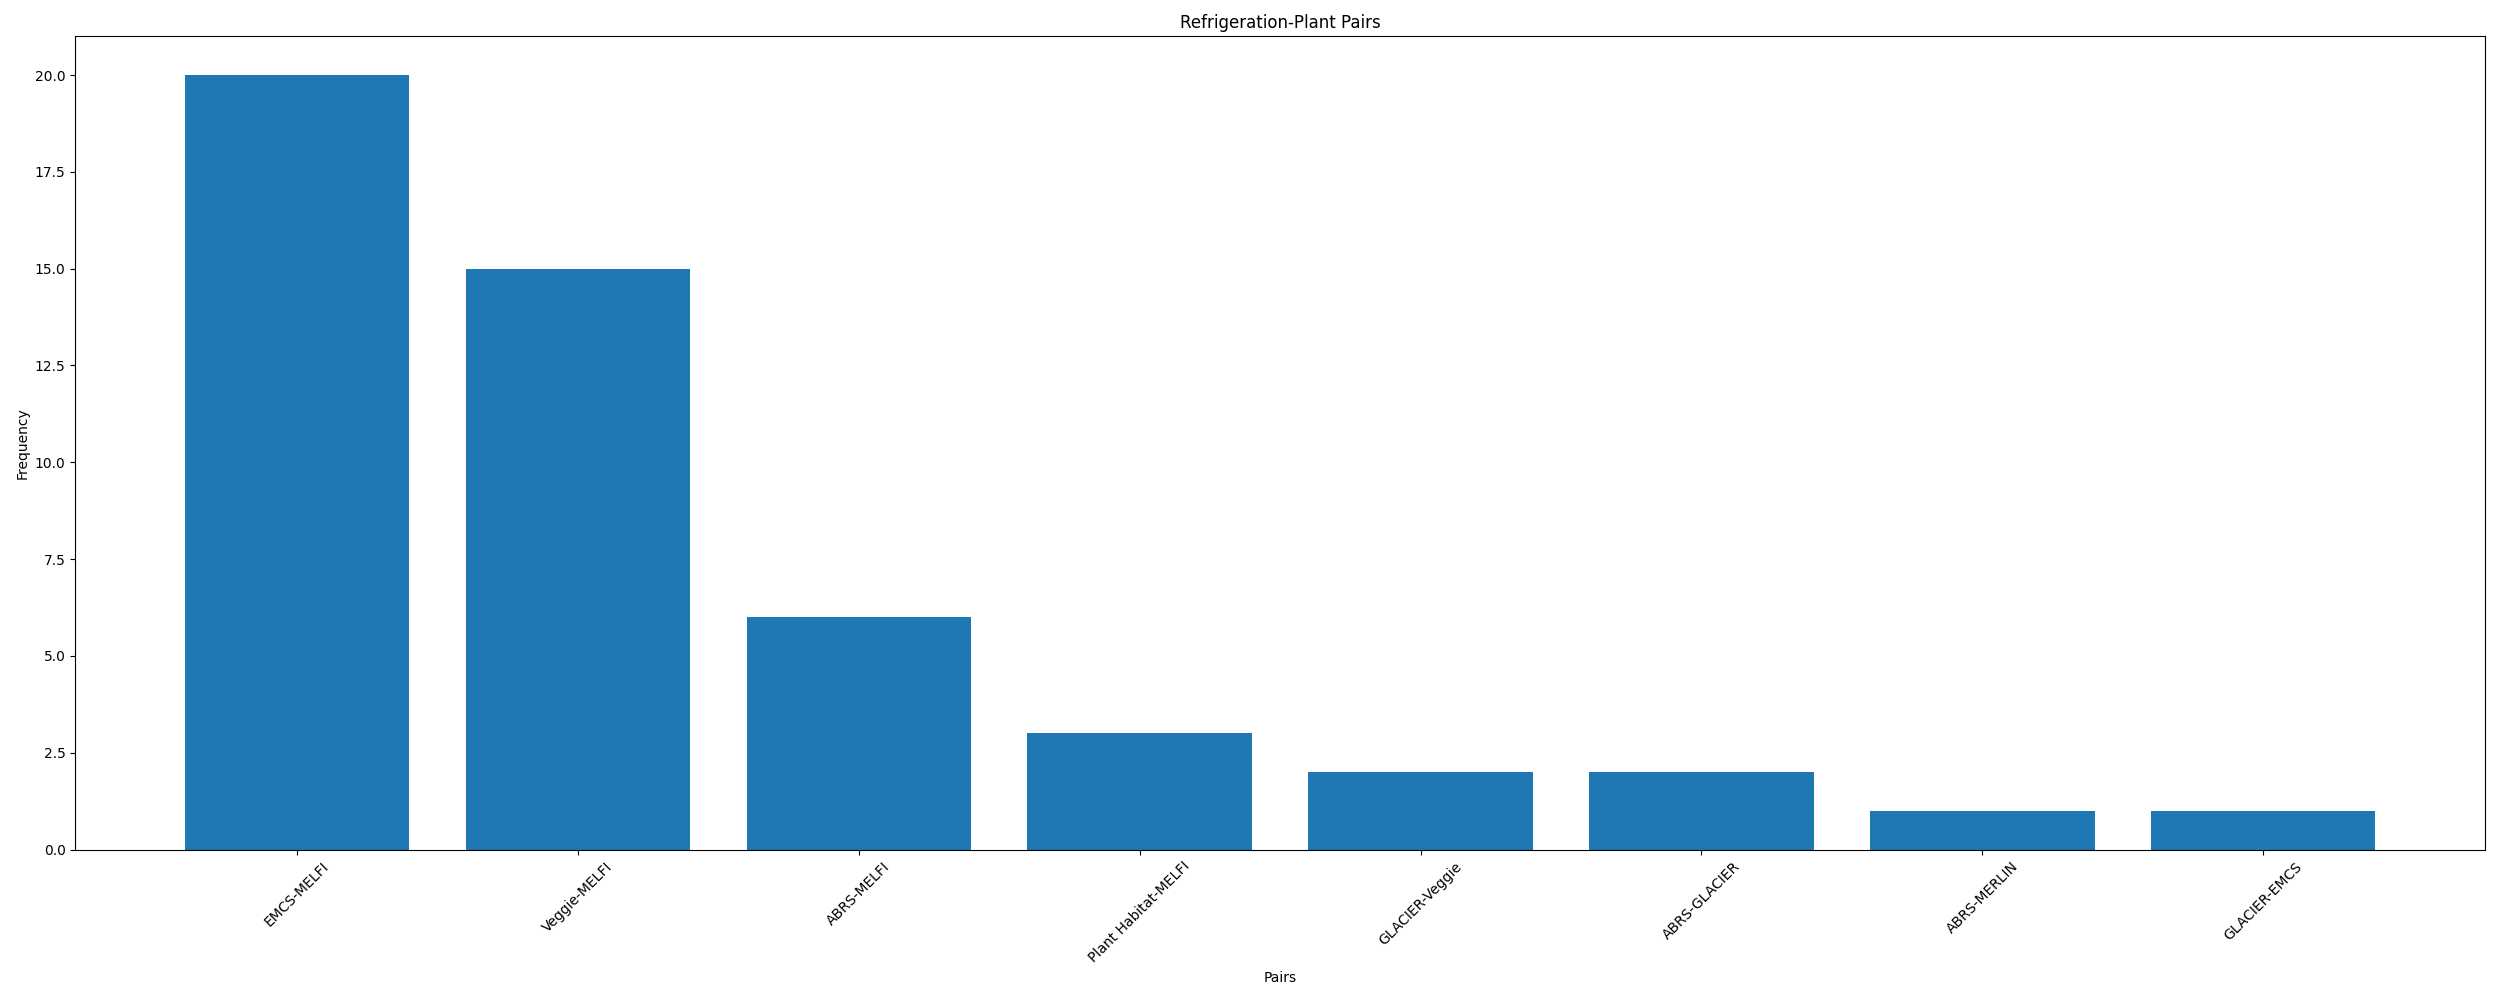 Refrigeration-Plant Pairs
Frequency
20.0
17.5
15.0
12.5
10.0
7.5
5.0
2.5
0.0
EMCS-MELFI
Veggie-MELFI
ABRS-MELFI
Plant Habitat-MELFI
GLACIER-Veggie
ABRS-GLACIER
ABRS-MERLIN
GLACIER-EMCS
Pairs